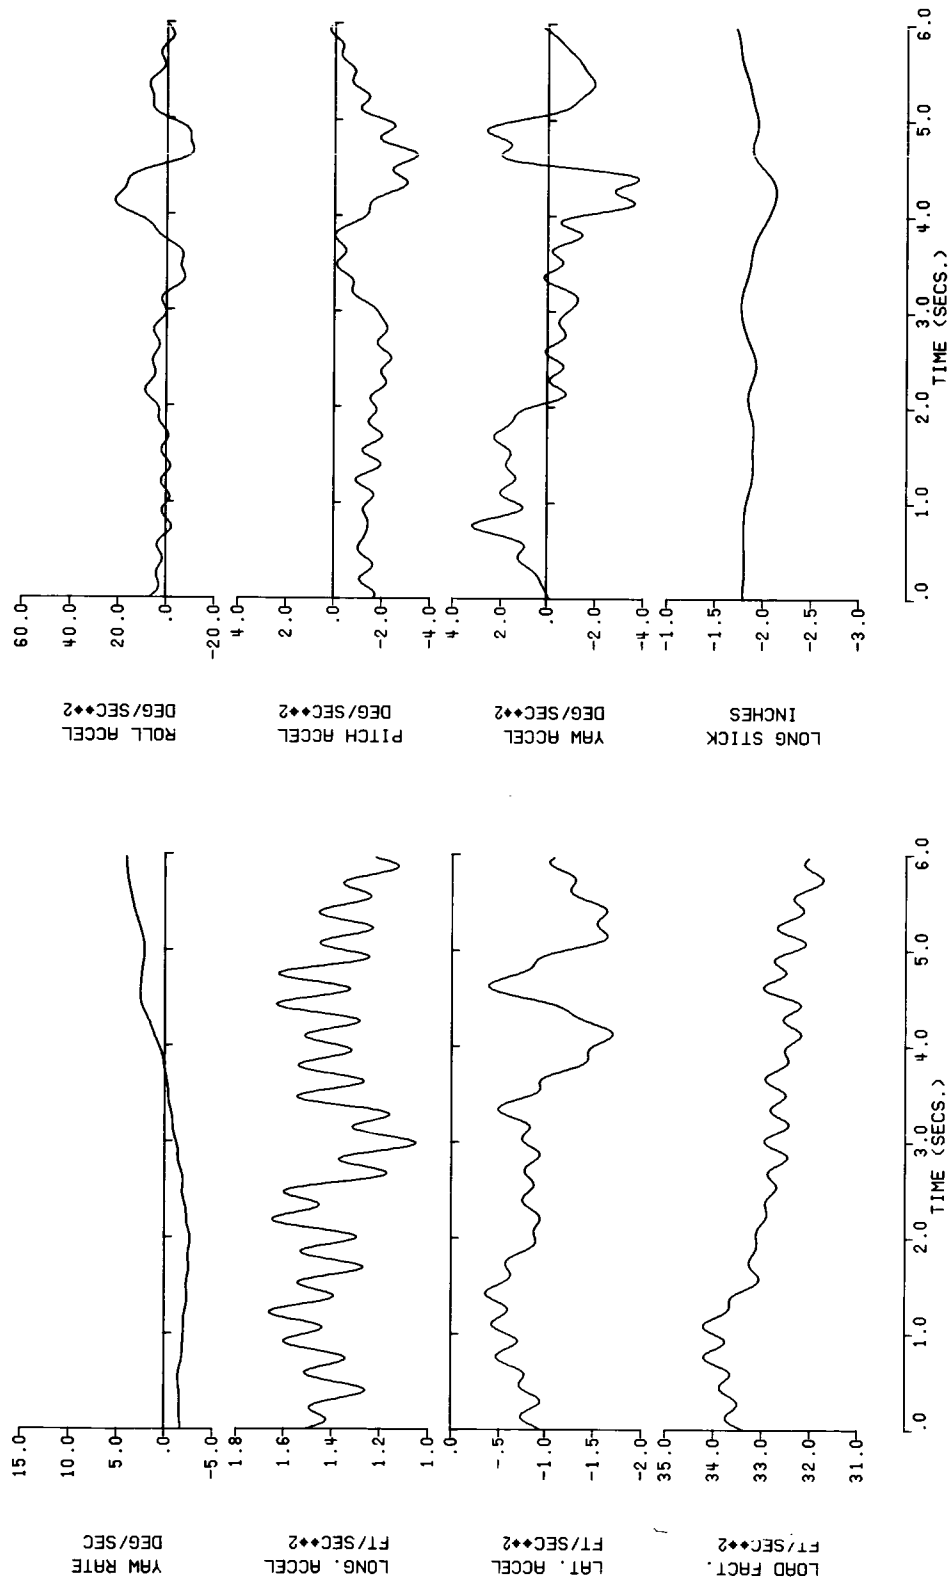 YAW RATE
DEG/SEC
15.0
10.0
5.0
.0
-5.0
LONG. ACCEL
FT/SEC**2
1.8
1.6
1.4
1.2
1.0
LAT. ACCEL
FT/SEC**2
.0
-.5
-1.0
-1.5
-2.0
LOAD FACT.
FT/SEC**2
35.0
34.0
33.0
32.0
31.0
.0 1.0 2.0 3.0 4.0 5.0 6.0
TIME (SECS.)
ROLL ACCEL
DEG/SEC**2
60.0
40.0
20.0
.0
-20.0
PITCH ACCEL
DEG/SEC**2
4.0
2.0
.0
-2.0
-4.0
YAW ACCEL
DEG/SEC**2
4.0
2.0
.0
-2.0
-4.0
LONG STICK
INCHES
-1.0
-1.5
-2.0
-2.5
-3.0
.0 1.0 2.0 3.0 4.0 5.0 6.0
TIME (SECS.)